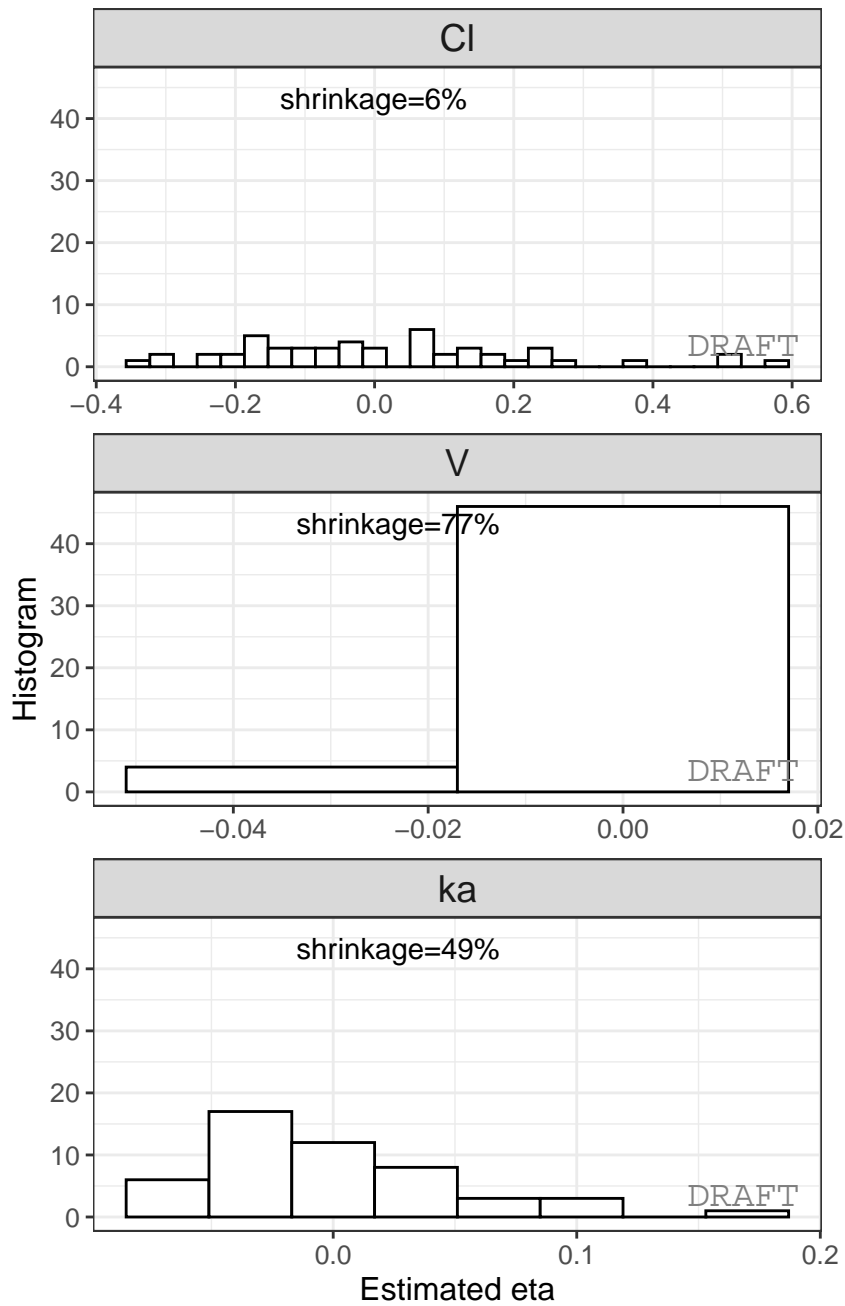 Cl
shrinkage=6%
40
30
20
10
0
DRAFT
−0.4
−0.2
0.0
0.2
0.4
0.6
V
shrinkage=77%
40
30
20
10
0
DRAFT
−0.04
−0.02
0.00
0.02
Histogram
ka
shrinkage=49%
40
30
20
10
0
DRAFT
0.0
0.1
0.2
Estimated eta